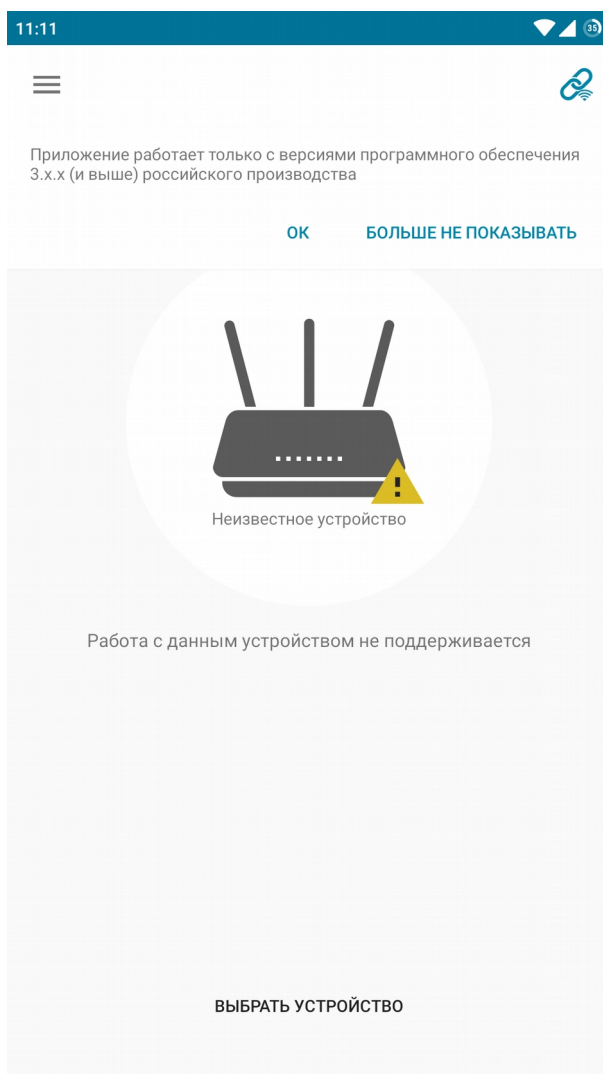 11:11
35
Приложение работает только с версиями программного обеспечения
3.x.x (и выше) российского производства
ОК БОЛЬШЕ НЕ ПОКАЗЫВАТЬ
Неизвестное устройство
Работа с данным устройством не поддерживается
ВЫБРАТЬ УСТРОЙСТВО